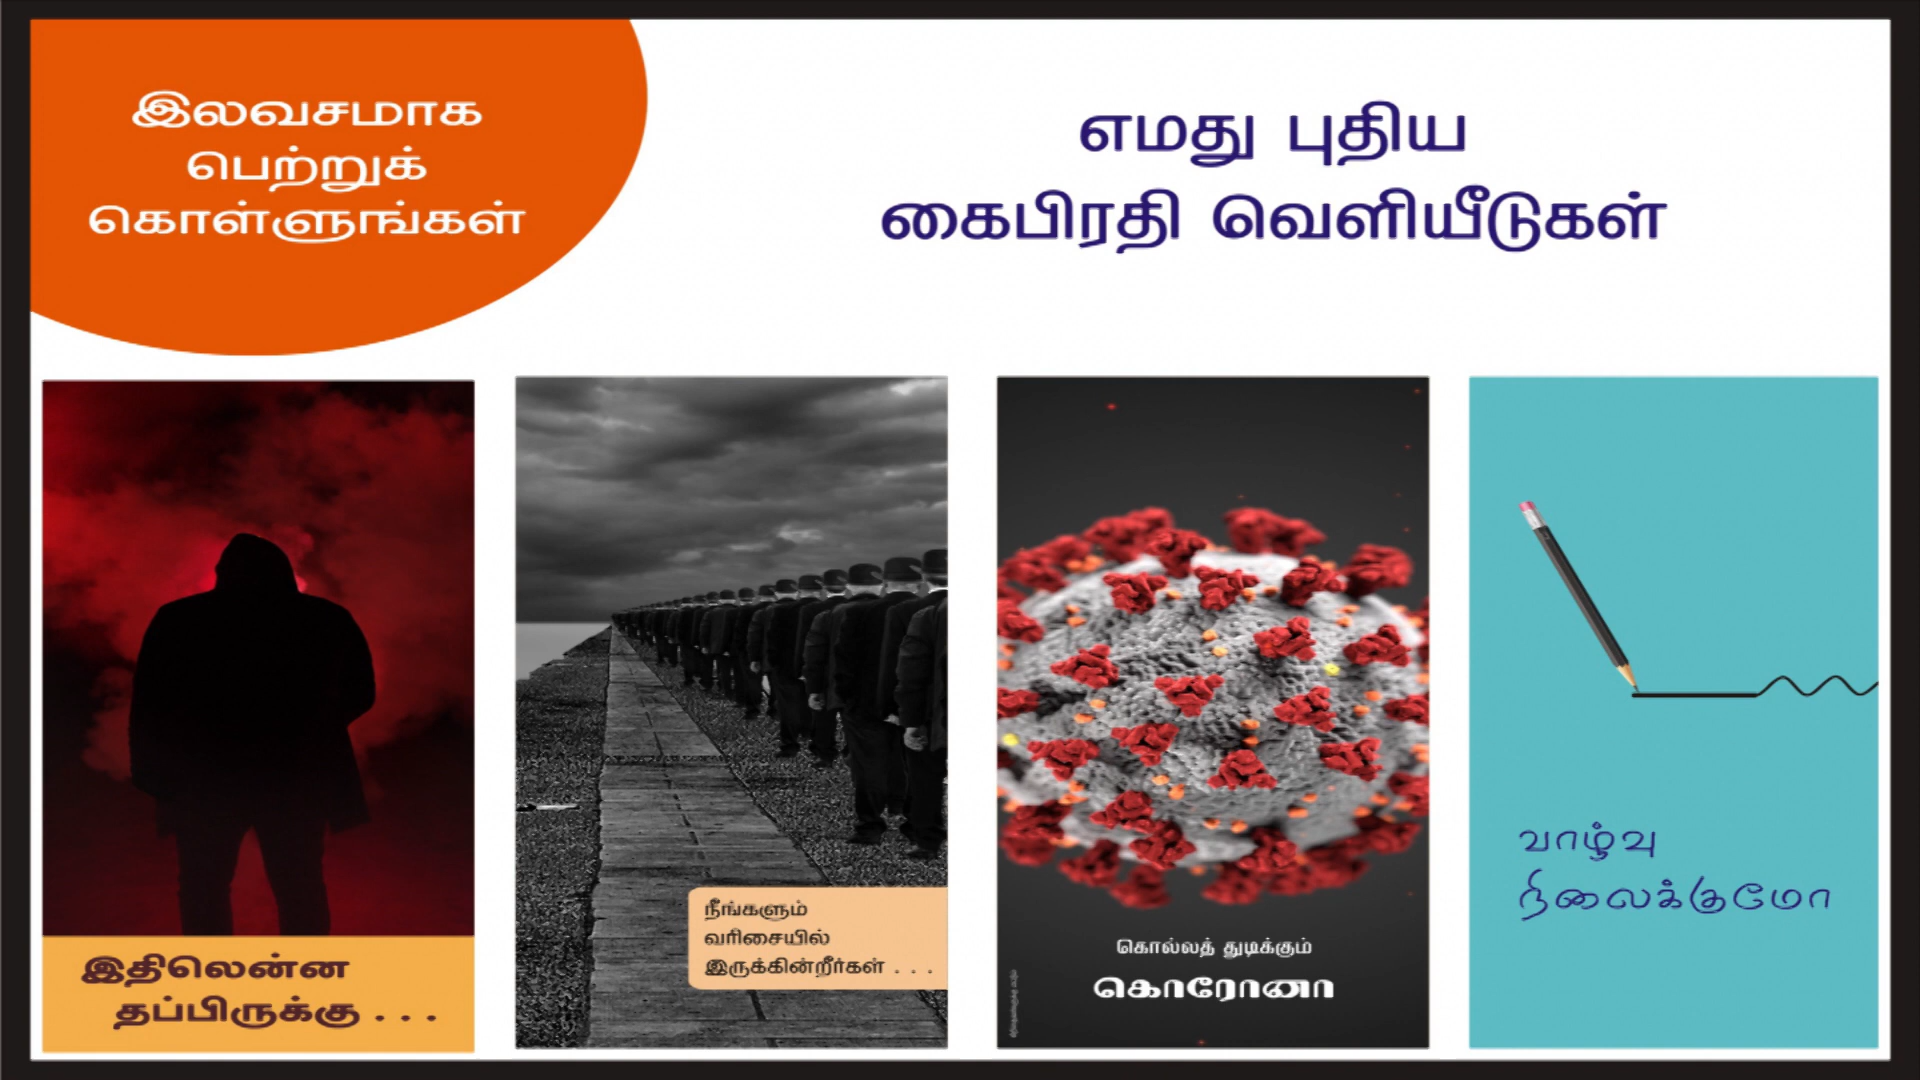 இலவசமாக
பெற்றுக்
கொள்ளுங்கள்
எமது புதிய
கைபிரதி வெளியீடுகள்
இதிலென்ன
தப்பிருக்கு . . .
நீங்களும்
வரிசையில்
இருக்கின்றீர்கள் . . .
கொல்லத் துடிக்கும்
கொரோனா
வாழ்வு
நிலைக்குமோ